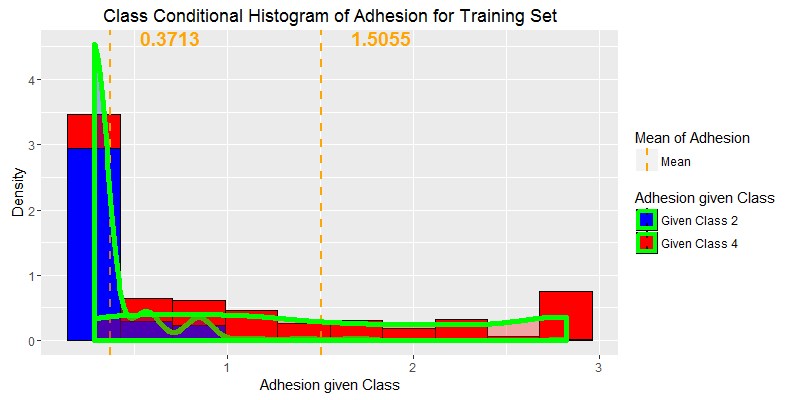 Class Conditional Histogram of Adhesion for Training Set
0.3713
1.5055
4
3
2
1
0
Density
1
2
3
Adhesion given Class
Mean of Adhesion
Mean
Adhesion given Class
Given Class 2
Given Class 4